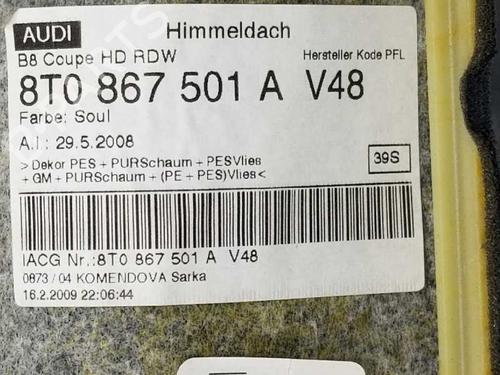 AUDI Himmeldach
B8 Coupe HD RDW Hersteller Kode PFL
8T0 867 501 A V48
Farbe: Soul
A.I.: 29.5.2008
> Dekor PES + PURSchaum + PESVlies
+ GM + PURSchaum + (PE + PES)Vlies < 39S
IACG Nr.:8T0 867 501 A V48
0873 / 04 KOMENDOVA Sarka
16.2.2009 22:06:44